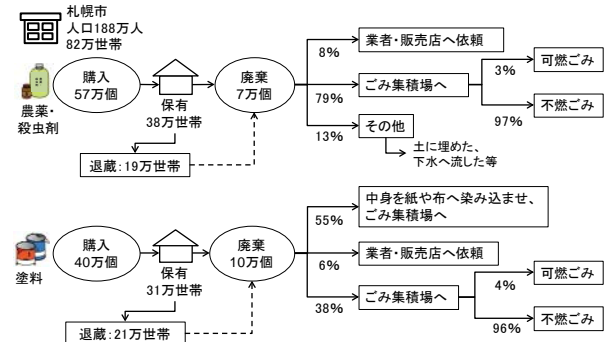 札幌市
人口188万人
82万世帯
農薬・
殺虫剤
購入
57万個
保有
38万世帯
退蔵:19万世帯
廃棄
7万個
8%
業者・販売店へ依頼
79%
ごみ集積場へ
3%
可燃ごみ
97%
不燃ごみ
13%
その他
土に埋めた、
下水へ流した等
塗料
購入
40万個
保有
31万世帯
退蔵:21万世帯
廃棄
10万個
55%
中身を紙や布へ染み込ませ、
ごみ集積場へ
6%
業者・販売店へ依頼
38%
ごみ集積場へ
4%
可燃ごみ
96%
不燃ごみ